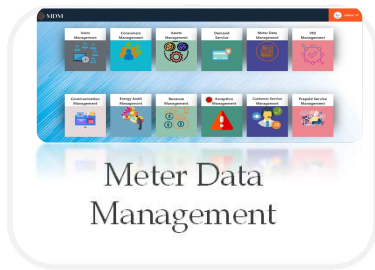 MDM
Users Management
Consumers Management
Assets Management
Demand Service
Meter Data Management
VEE Management
Communication Management
Energy Audit Management
Revenue Management
Exception Management
Customer Service Management
Prepaid Service Management
Meter Data
Management